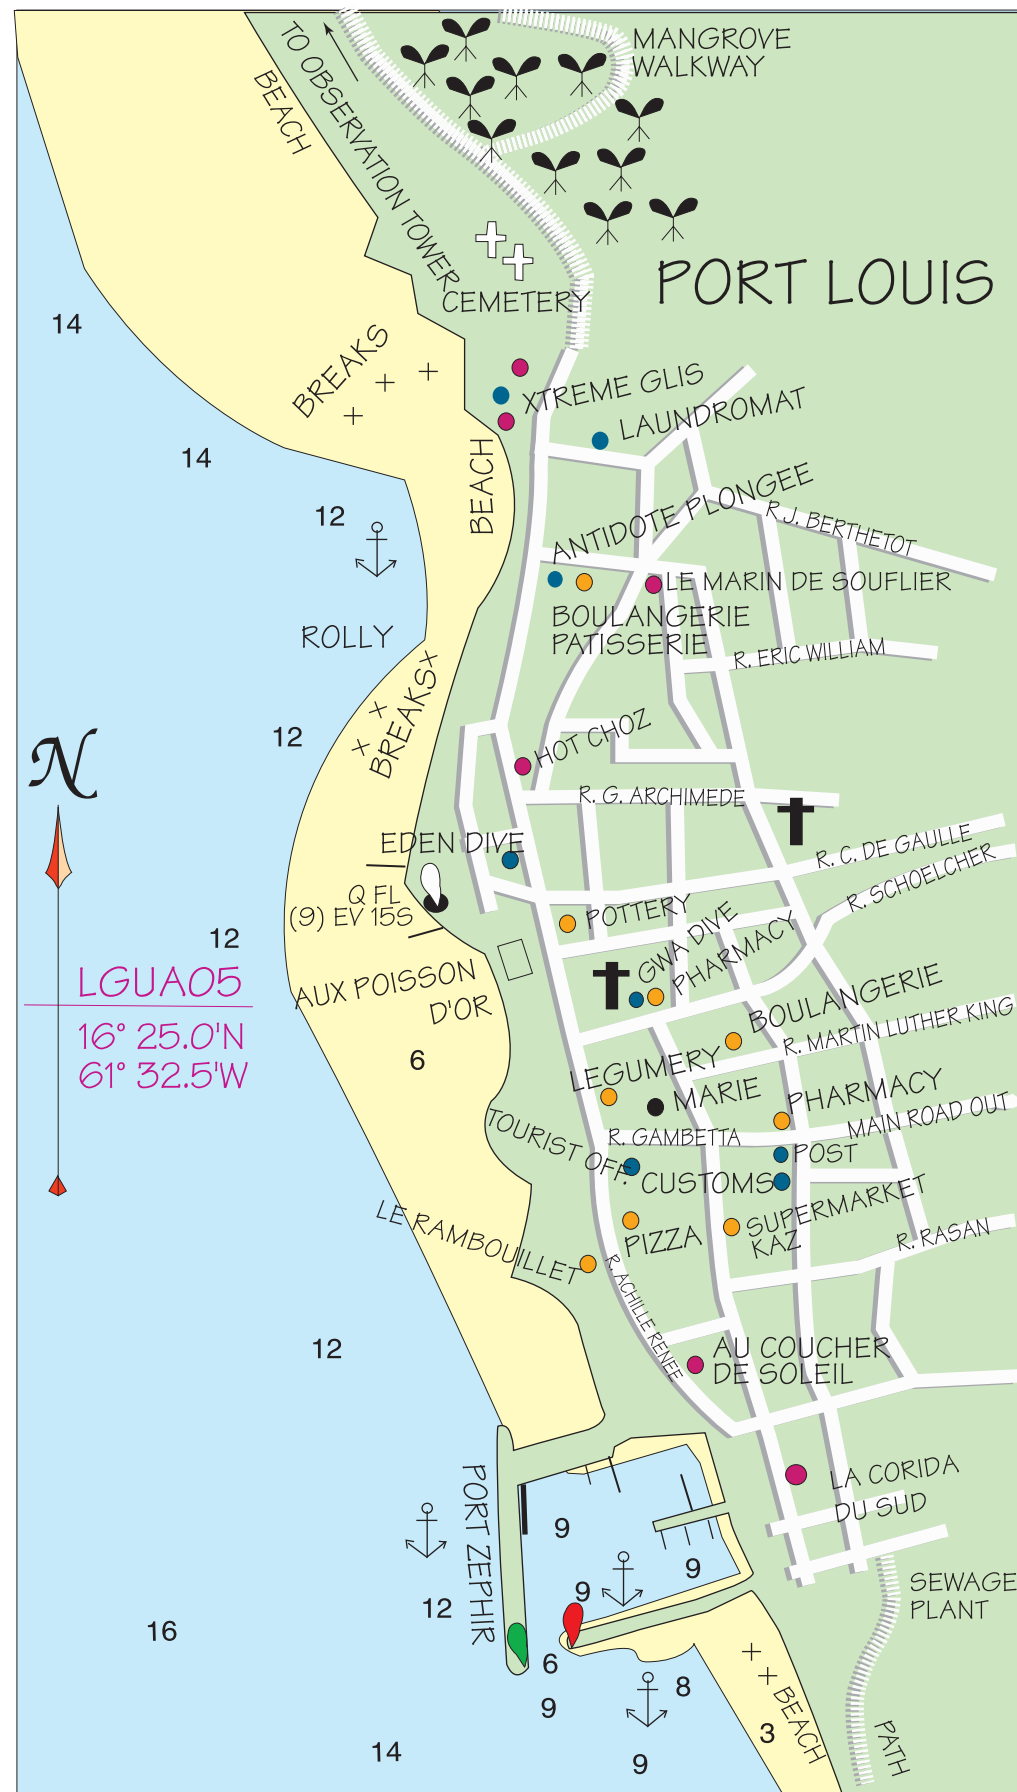 MANGROVE
WALKWAY
TO OBSERVATION TOWER
BEACH
CEMETERY
PORT LOUIS
14
BREAKS
XTREME GLIS
LAUNDROMAT
14
BEACH
12
ANTIDOTE PLONGEE
R.J. BERTHETOT
LE MARIN DE SOUFLIER
BOULANGERIE
PATISSERIE
ROLLY
R. ERIC WILLIAM
BREAKS
12
HOT CHOZ
N
R. G. ARCHIMEDE
EDEN DIVE
R. C. DE GAULLE
R. SCHOELCHER
Q FL
(9) EV 15S
POTTERY
GWA DIVE
PHARMACY
12
AUX POISSON
D'OR
LGUA05
16° 25.0'N
61° 32.5'W
BOULANGERIE
R. MARTIN LUTHER KING
6
LEGUMERY
MARIE
PHARMACY
MAIN ROAD OUT
TOURIST OFF.
R. GAMBETTA
POST
CUSTOMS
LE RAMBOUILLET
PIZZA
SUPERMARKET
KAZ
R. RASAN
R. ACHILLE RENEE
12
AU COUCHER
DE SOLEIL
LA CORIDA
DU SUD
PORT ZEPHIR
9
9
9
12
16
SEWAGE
PLANT
6
8
9
BEACH
3
PATH
14
9